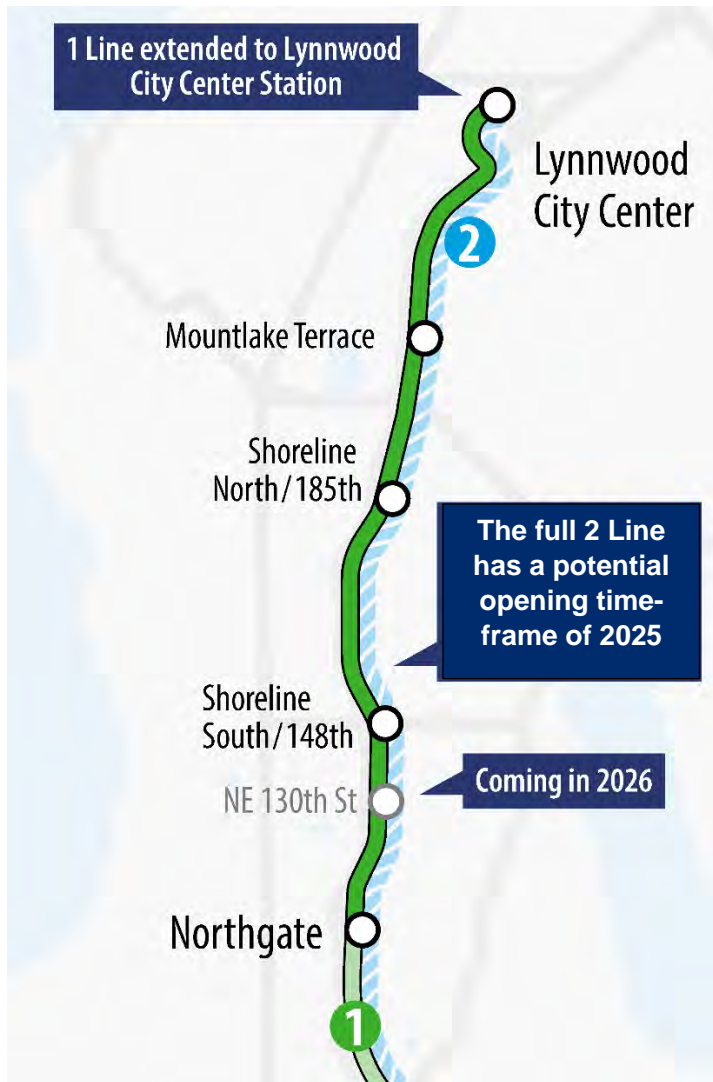 1 Line extended to Lynnwood
City Center Station
Lynnwood
City Center
2
Mountlake Terrace
Shoreline
North/185th
The full 2 Line
has a potential
opening time-
frame of 2025
Shoreline
South/148th
NE 130th St
Coming in 2026
Northgate
1